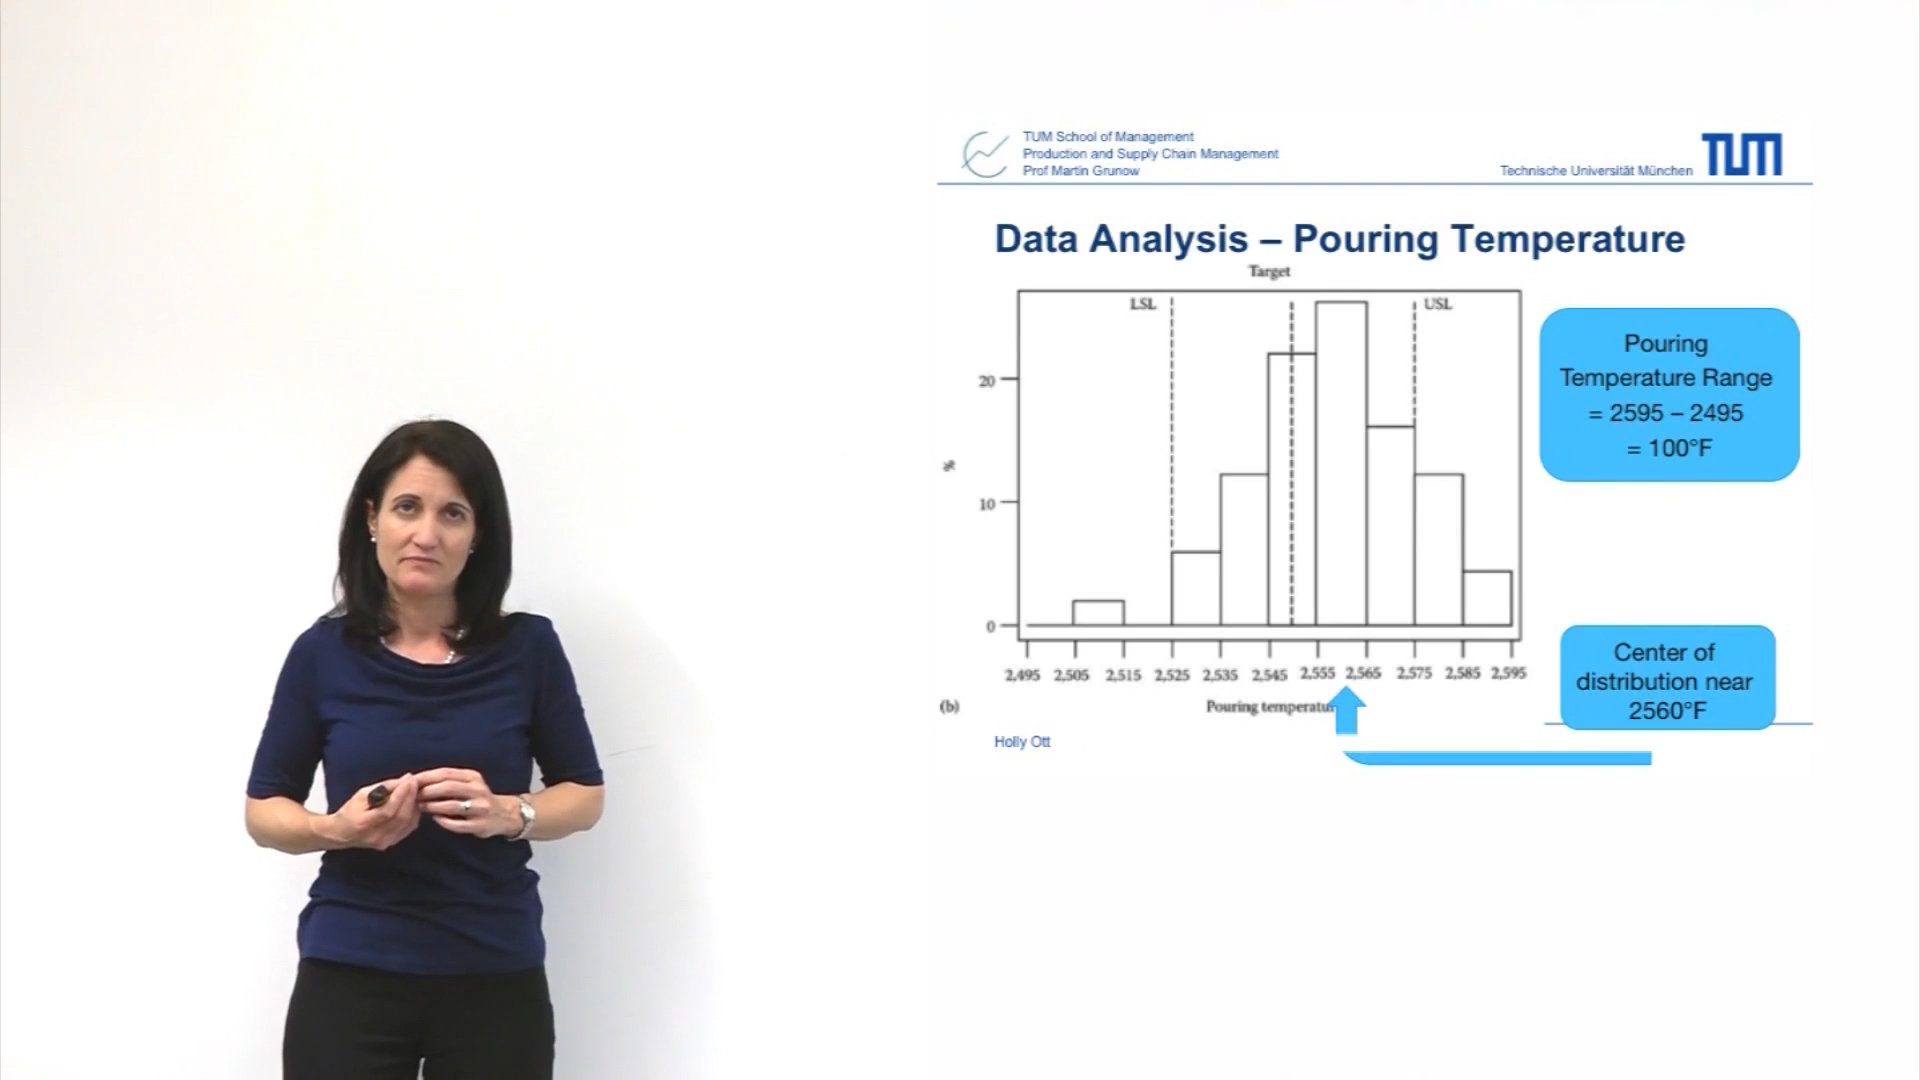 TUM School of Management
Production and Supply Chain Management
Prof Martin Grunow
Technische Universität München
TUM
Data Analysis – Pouring Temperature
Target
LSL
USL
20
10
0
%
2,495 2,505 2,515 2,525 2,535 2,545 2,555 2,565 2,575 2,585 2,595
(b)
Pouring
Pouring
Temperature Range
= 2595 – 2495
= 100°F
Center of
distribution near
2560°F
Holly Ott